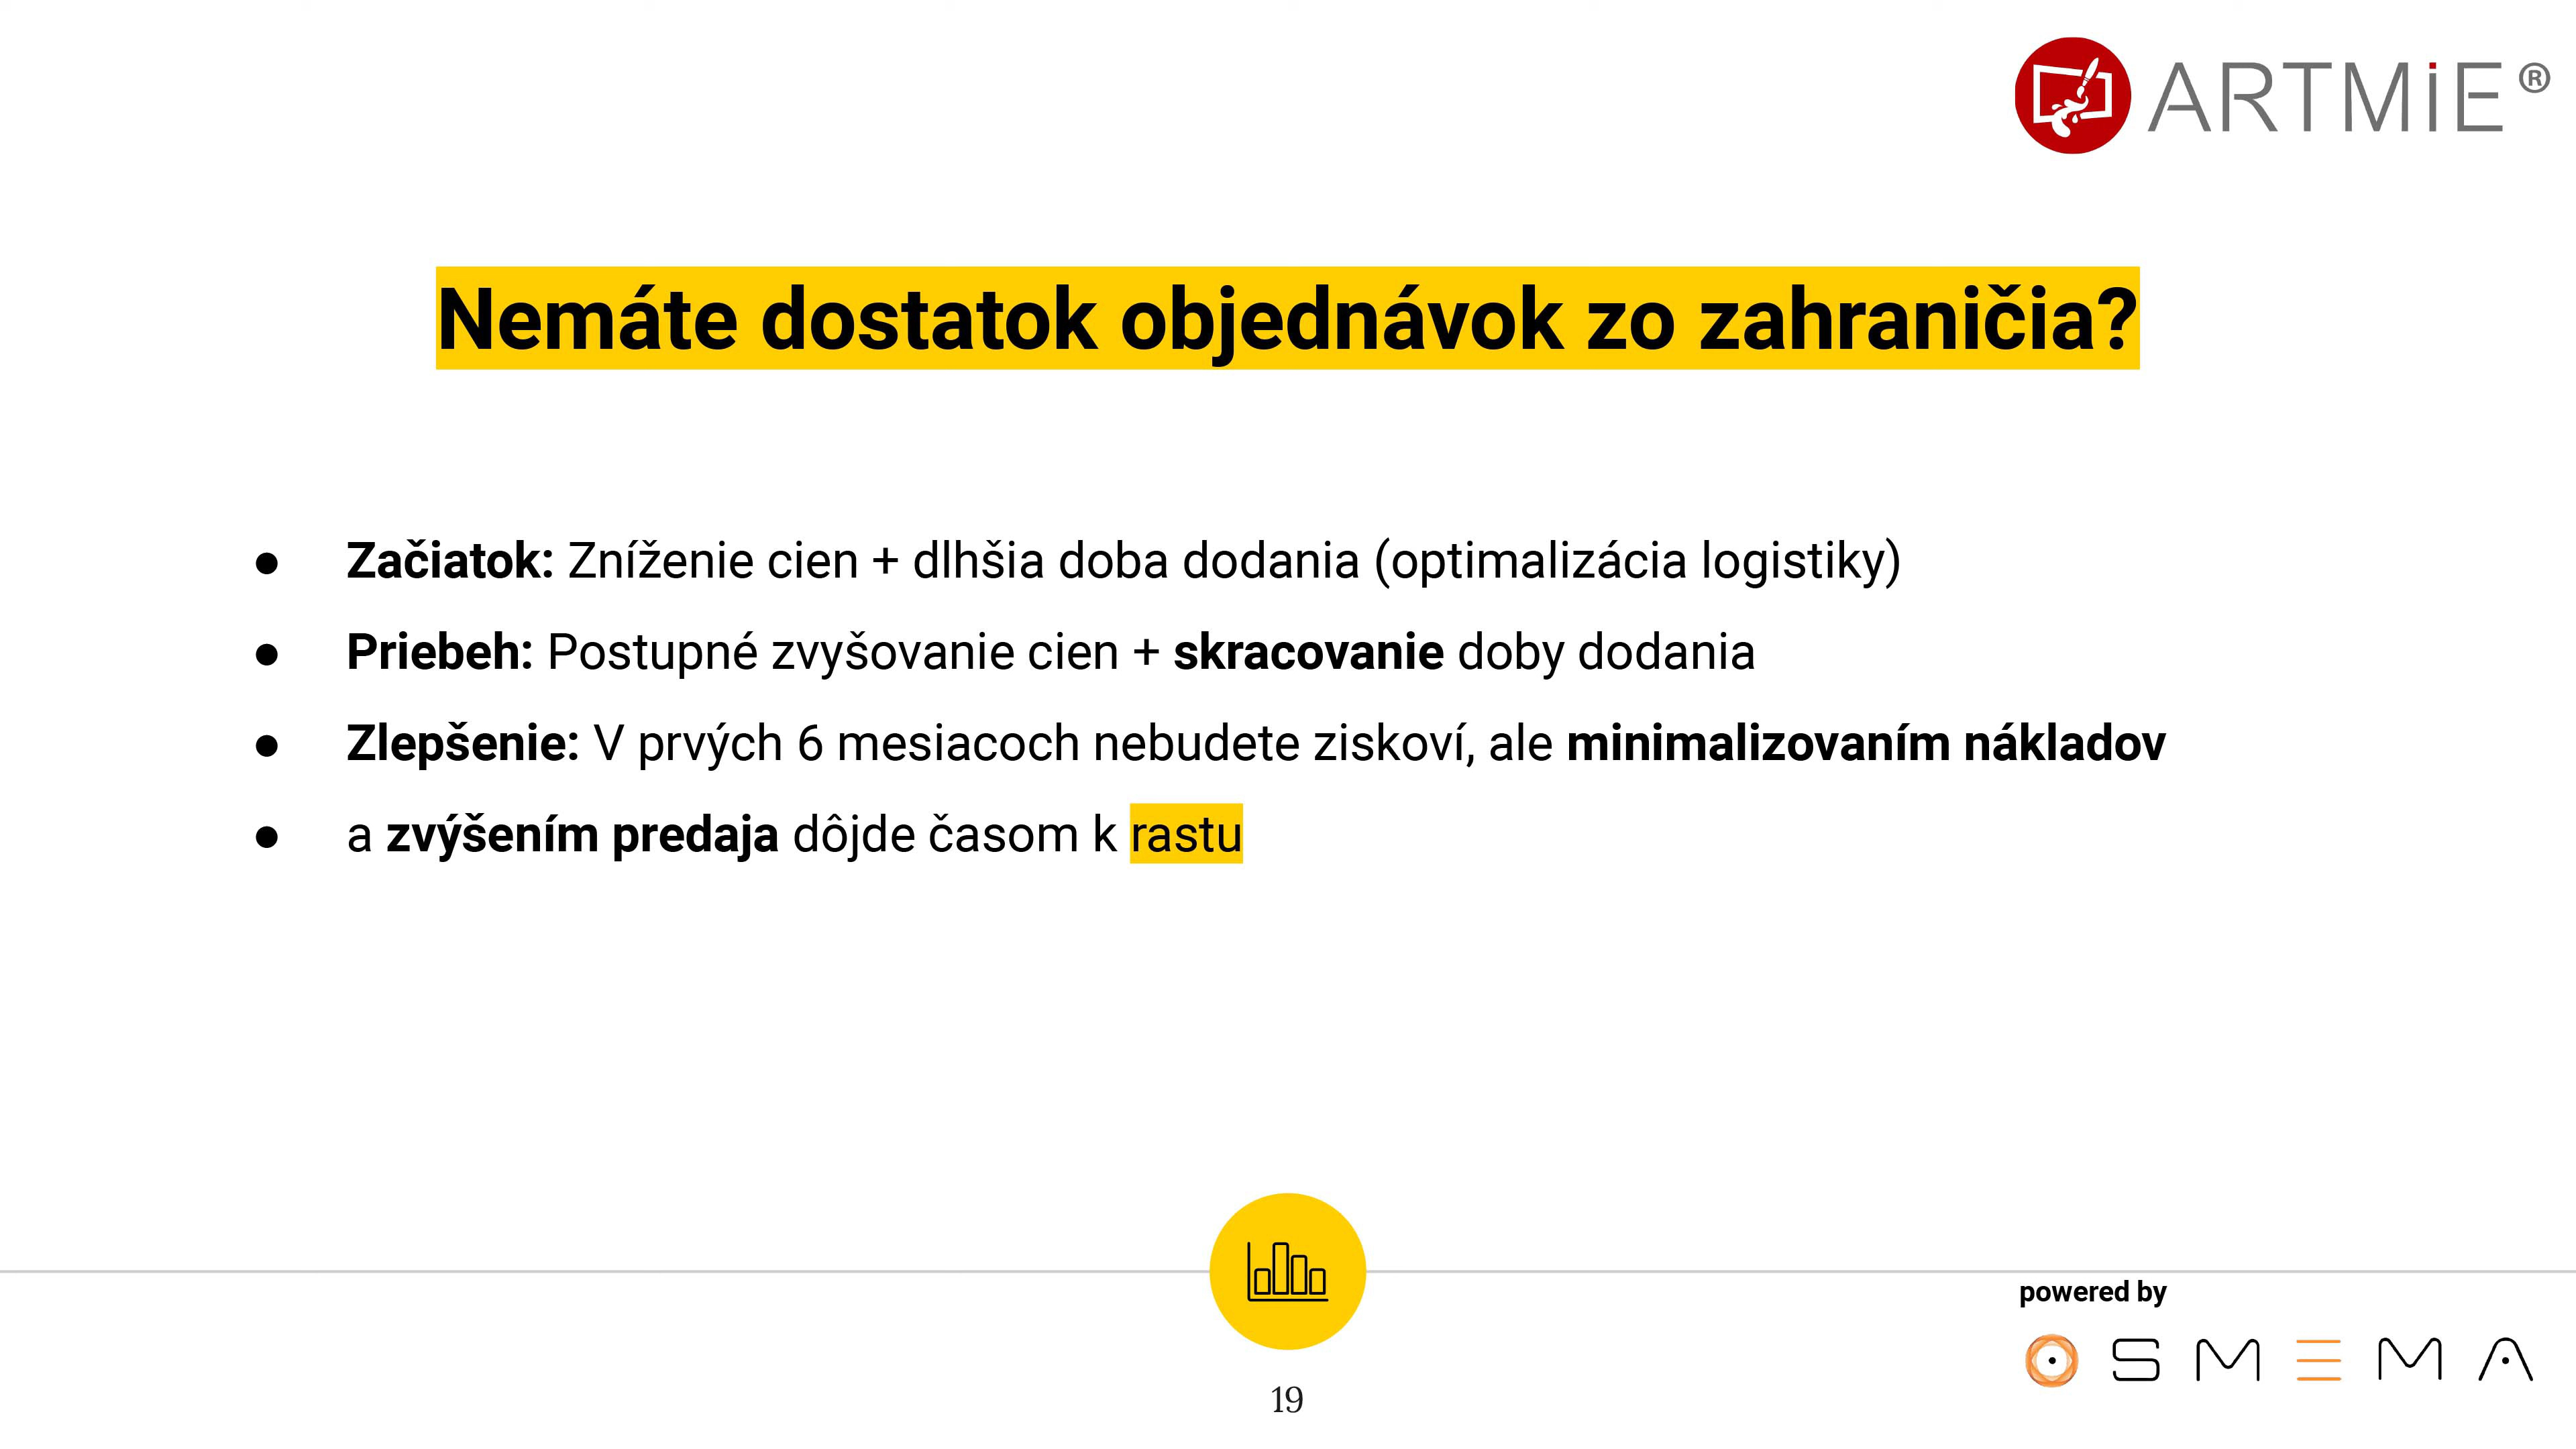 ARTMiE®
Nemáte dostatok objednávok zo zahraničia?
● Začiatok: Zníženie cien + dlhšia doba dodania (optimalizácia logistiky)
● Priebeh: Postupné zvyšovanie cien + skracovanie doby dodania
● Zlepšenie: V prvých 6 mesiacoch nebudete ziskoví, ale minimalizovaním nákladov
● a zvýšením predaja dôjde časom k rastu
powered by
OSMEMA
19